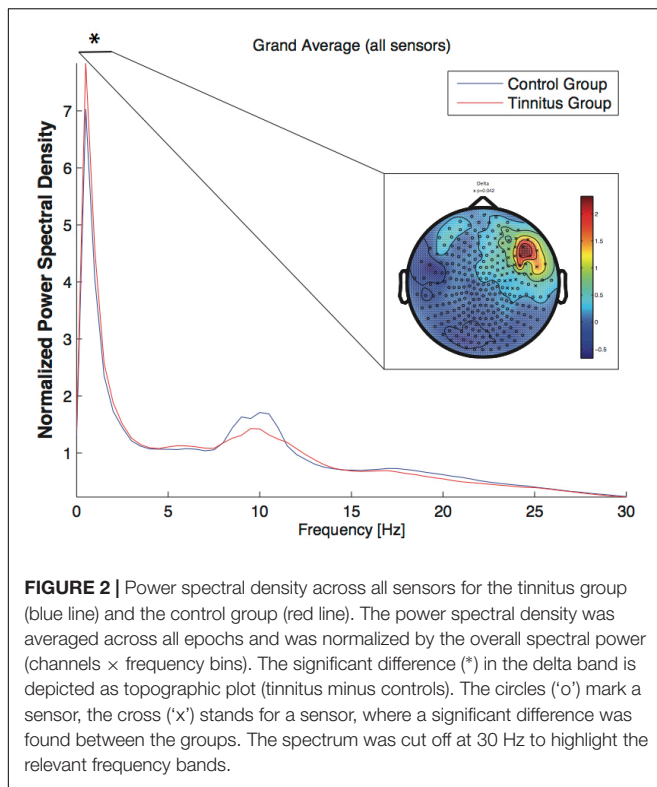 *
Grand Average (all sensors)
Control Group
Tinnitus Group
Normalized Power Spectral Density
7
6
5
4
3
2
1
Delta
x p=0.042
2
1.5
1
0.5
0
−0.5
0
5
10
15
20
25
30
Frequency [Hz]
FIGURE 2 | Power spectral density across all sensors for the tinnitus group
(blue line) and the control group (red line). The power spectral density was
averaged across all epochs and was normalized by the overall spectral power
(channels × frequency bins). The significant difference (*) in the delta band is
depicted as topographic plot (tinnitus minus controls). The circles (‘o’) mark a
sensor, the cross (‘x’) stands for a sensor, where a significant difference was
found between the groups. The spectrum was cut off at 30 Hz to highlight the
relevant frequency bands.